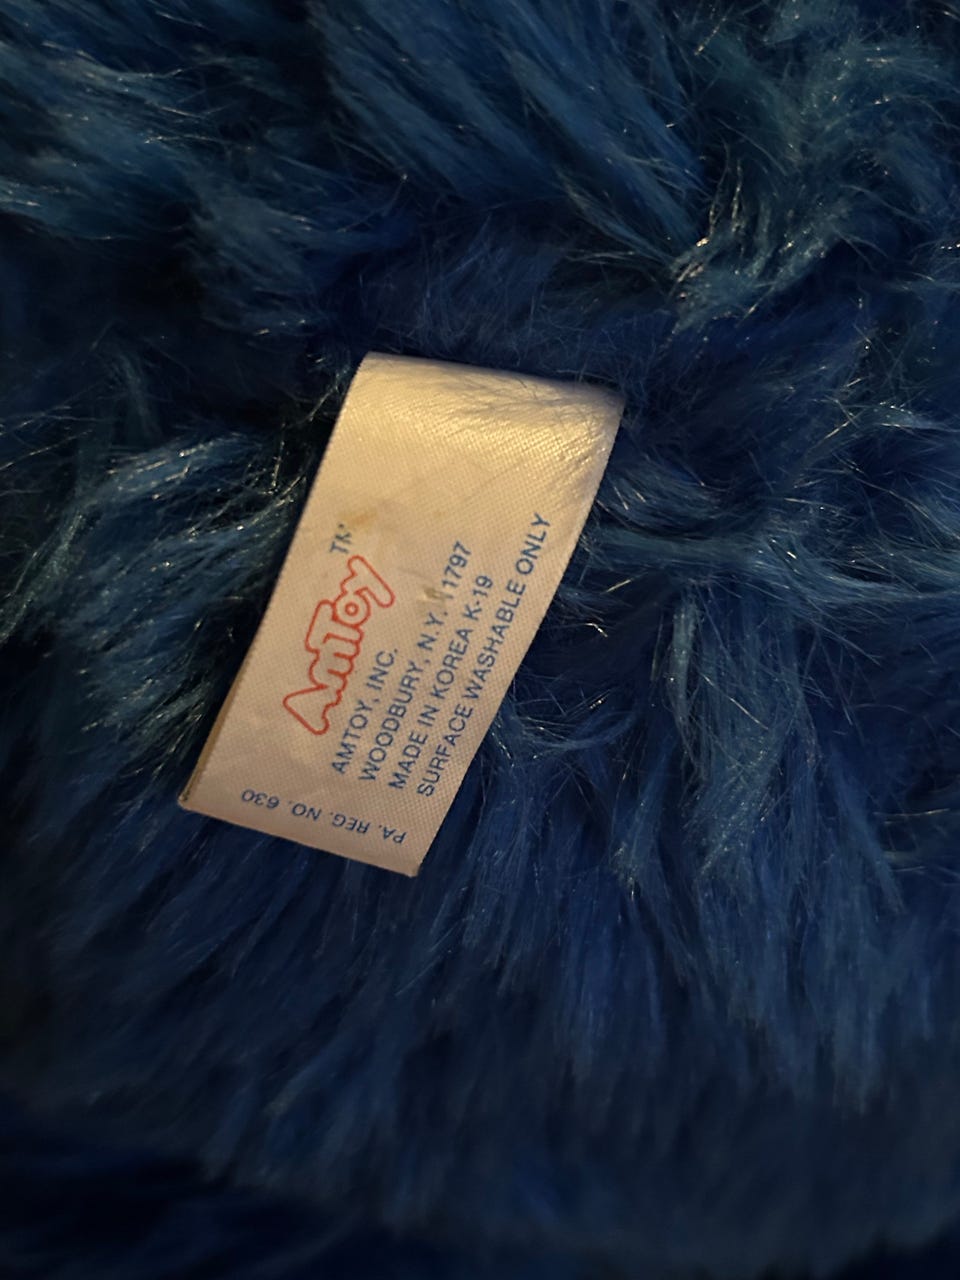 AmToy TM
AMTOY, INC.
WOODBURY, N.Y. 11797
MADE IN KOREA K-19
SURFACE WASHABLE ONLY
PA. REG. NO. 630